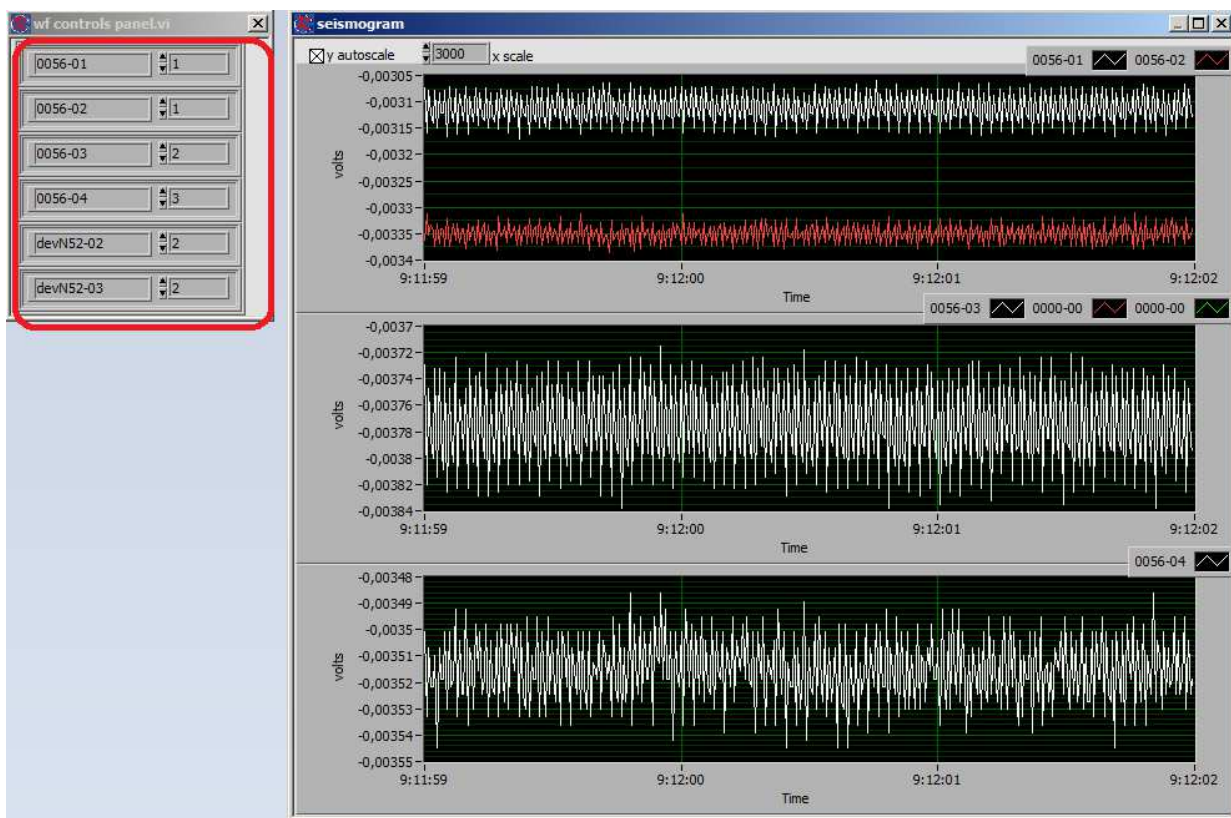 wf controls panel.vi
0056-01 1
0056-02 1
0056-03 2
0056-04 3
devN52-02 2
devN52-03 2
seismogram
y autoscale 3000 x scale
0056-01 0056-02
-0,00305
-0,0031
-0,00315
-0,0032
-0,00325
-0,0033
-0,00335
-0,0034
volts
9:11:59 9:12:00 9:12:01 9:12:02
Time
0056-03 0000-00 0000-00
-0,0037
-0,00372
-0,00374
-0,00376
-0,00378
-0,0038
-0,00382
-0,00384
volts
9:11:59 9:12:00 9:12:01 9:12:02
Time
0056-04
-0,00348
-0,00349
-0,0035
-0,00351
-0,00352
-0,00353
-0,00354
-0,00355
volts
9:11:59 9:12:00 9:12:01 9:12:02
Time